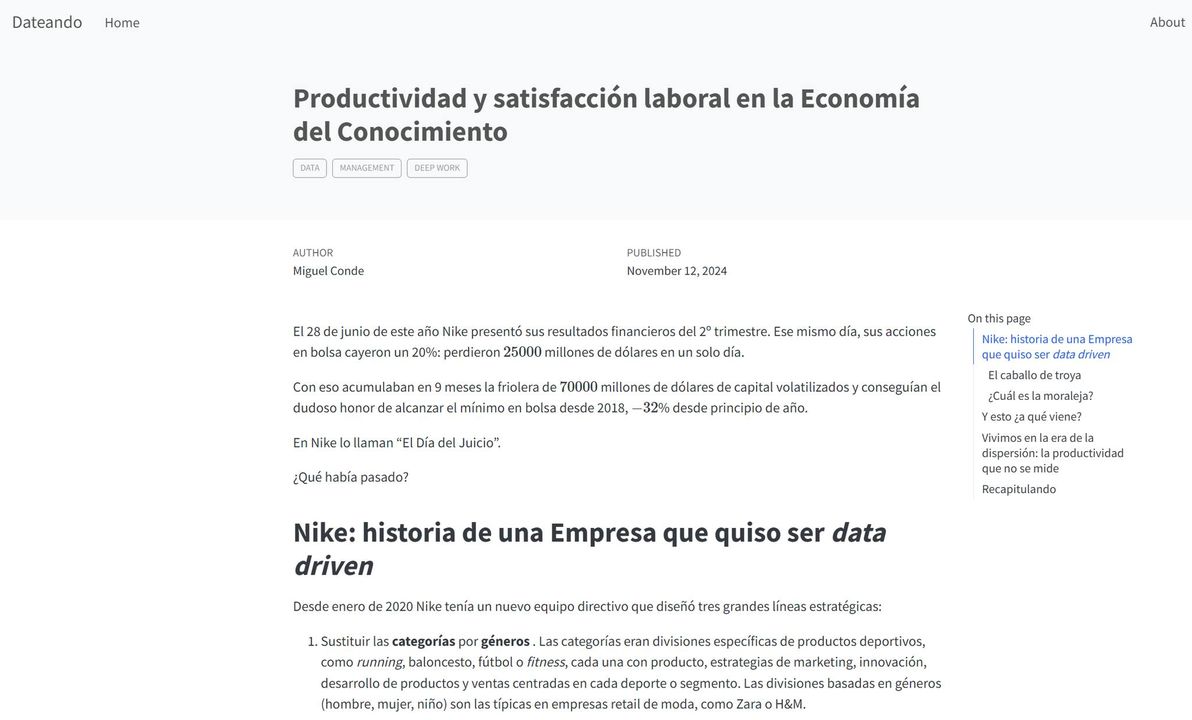 Dateando Home About
Productividad y satisfacción laboral en la Economía
del Conocimiento
DATA MANAGEMENT DEEP WORK
AUTHOR PUBLISHED
Miguel Conde November 12, 2024
El 28 de junio de este año Nike presentó sus resultados financieros del 2º trimestre. Ese mismo día, sus acciones
en bolsa cayeron un 20%: perdieron 25000 millones de dólares en un solo día.
Con eso acumulaban en 9 meses la friolera de 70000 millones de dólares de capital volatilizados y conseguían el
dudoso honor de alcanzar el mínimo en bolsa desde 2018, −32% desde principio de año.
En Nike lo llaman “El Día del Juicio”.
¿Qué había pasado?
Nike: historia de una Empresa que quiso ser data
driven
Desde enero de 2020 Nike tenía un nuevo equipo directivo que diseñó tres grandes líneas estratégicas:
1. Sustituir las categorías por géneros . Las categorías eran divisiones específicas de productos deportivos,
como running, baloncesto, fútbol o fitness, cada una con producto, estrategias de marketing, innovación,
desarrollo de productos y ventas centradas en cada deporte o segmento. Las divisiones basadas en géneros
(hombre, mujer, niño) son las típicas en empresas retail de moda, como Zara o H&M.
On this page
Nike: historia de una Empresa
que quiso ser data driven
El caballo de troya
¿Cuál es la moraleja?
Y esto ¿a qué viene?
Vivimos en la era de la
dispersión: la productividad
que no se mide
Recapitulando